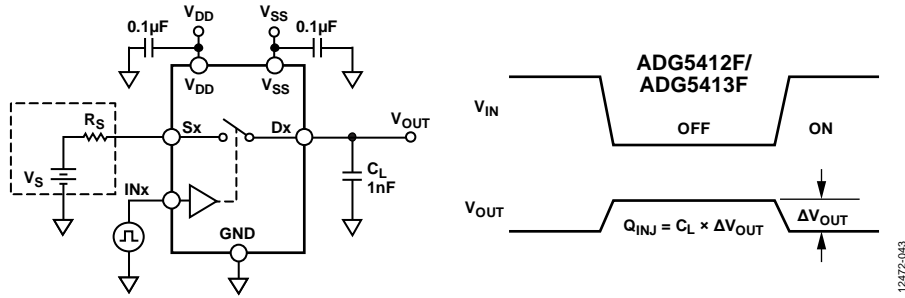 VDD
VSS
0.1µF
0.1µF
VDD
VSS
RS
Sx
Dx
VOUT
VS
INx
CL
1nF
GND
ADG5412F/
ADG5413F
VIN
OFF
ON
VOUT
QINJ = CL × ΔVOUT
ΔVOUT
12472-043